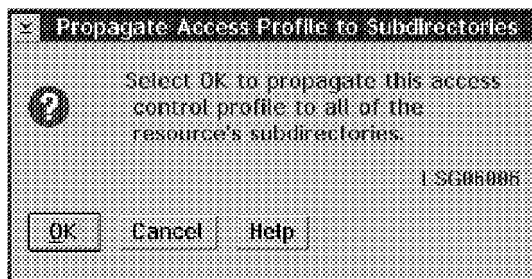 Propagate Access Profile to Subdirectories
Select OK to propagate this access
control profile to all of the
resource's subdirectories.
LSG06006
OK Cancel Help